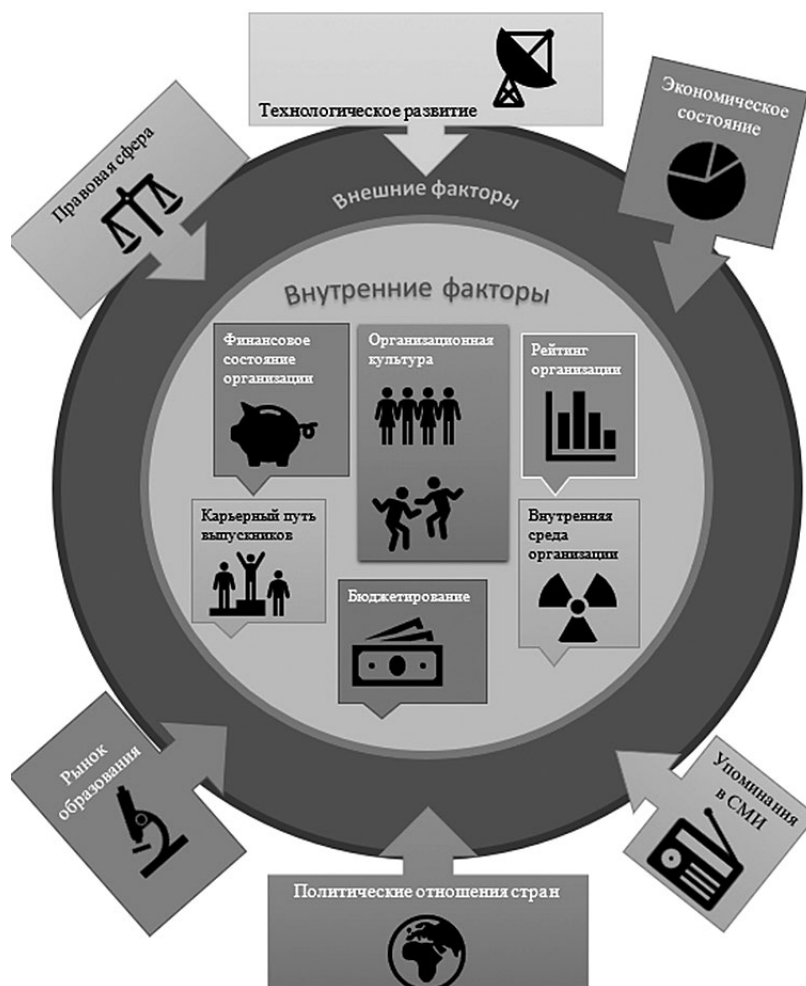 Технологическое развитие
Экономическое
состояние
Правовая сфера
Внешние факторы
Внутренние факторы
Финансовое
состояние
организации
Организационная
культура
Рейтинг
организации
Карьерный путь
выпускников
Внутренняя
среда
организации
Бюджетирование
Рынок
образования
Упоминания
в СМИ
Политические отношения стран